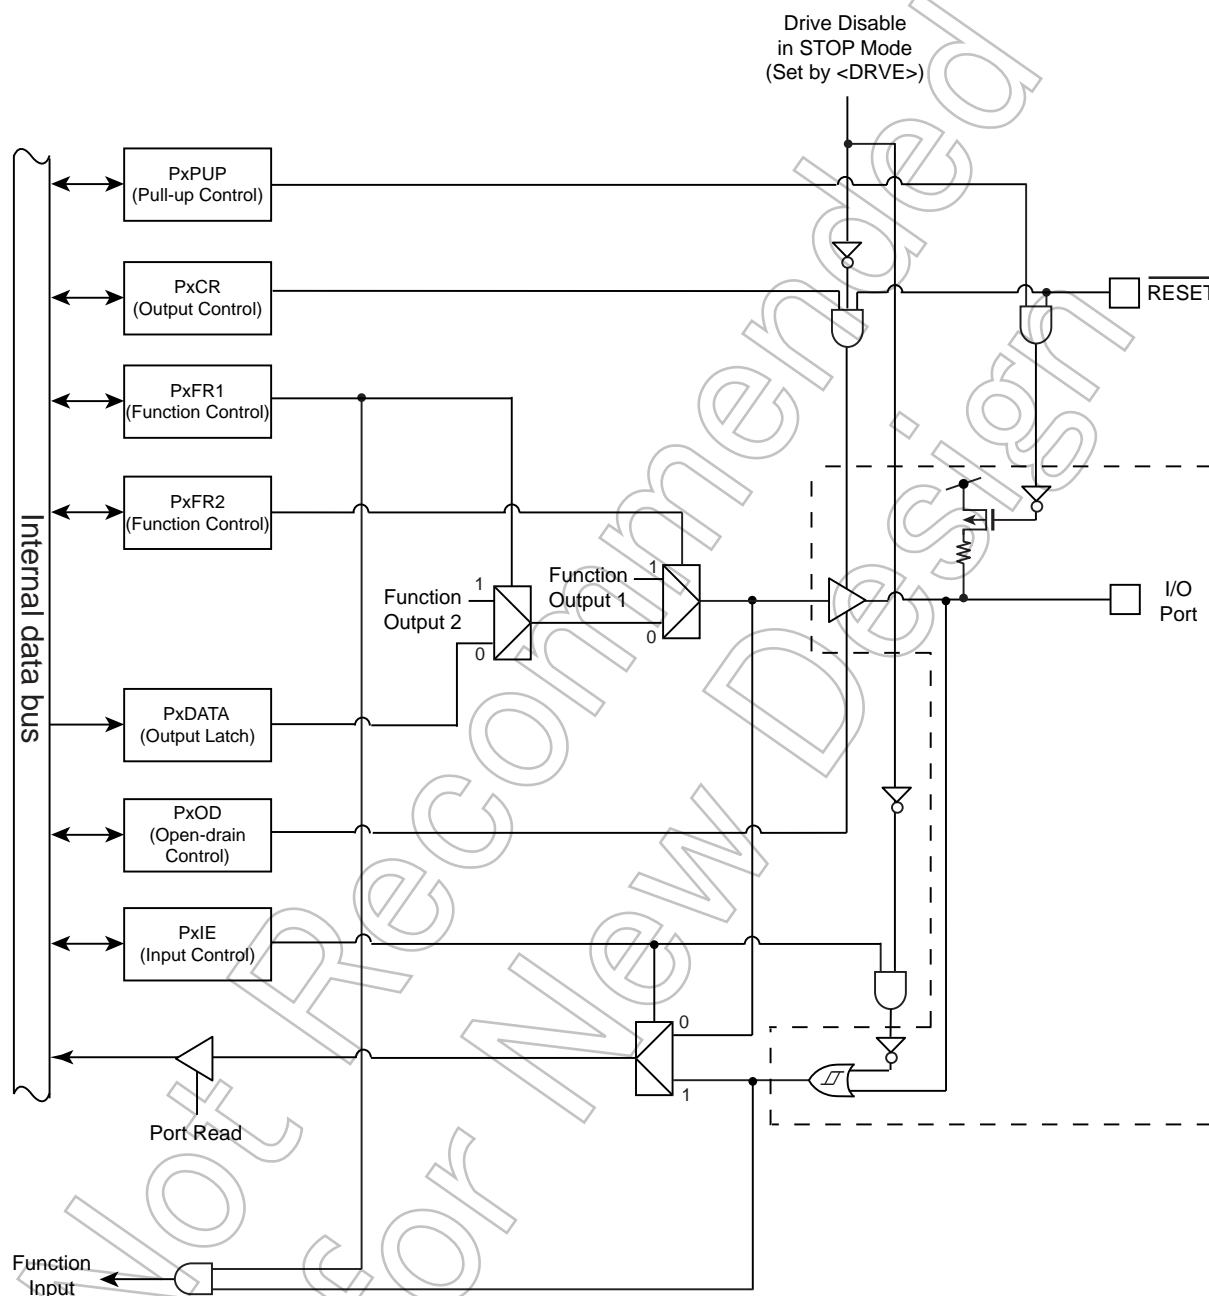 Drive Disable
in STOP Mode
(Set by <DRVE>)
PxPUP
(Pull-up Control)
PxCR
(Output Control)
RESET
PxFR1
(Function Control)
PxFR2
(Function Control)
Internal data bus
1
Function
Output 2
0
1
Function
Output 1
0
I/O
Port
PxDATA
(Output Latch)
PxOD
(Open-drain
Control)
PxIE
(Input Control)
0
1
Port Read
Function
Input
Not Recommended
for New Design